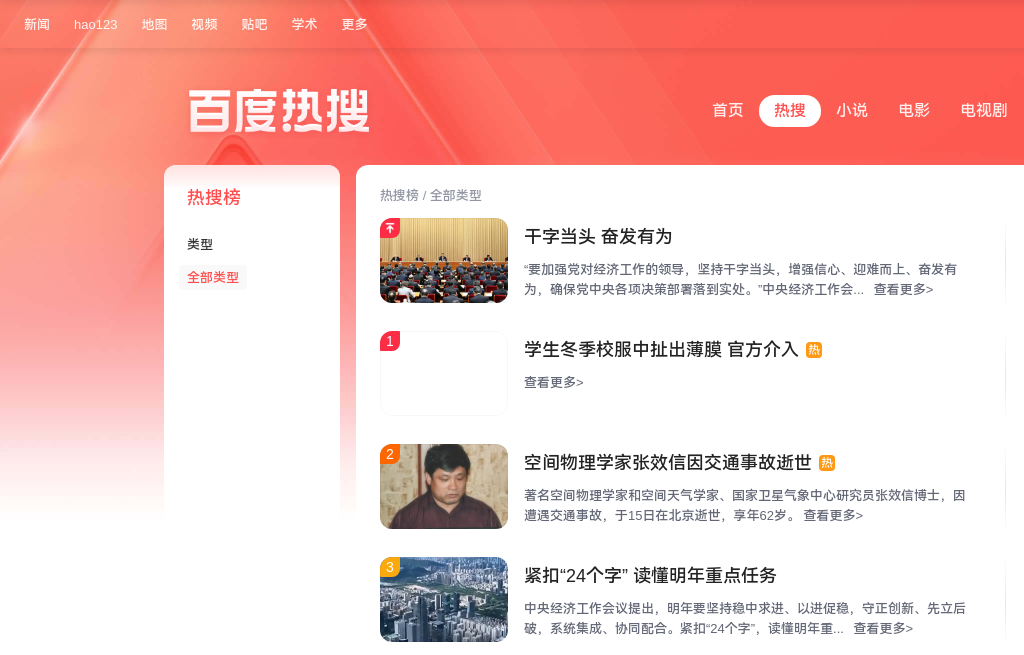 新闻 hao123 地图 视频 贴吧 学术 更多
百度热搜
首页 热搜 小说 电影 电视剧
热搜榜
类型
全部类型
热搜榜 / 全部类型
干字当头 奋发有为
“要加强党对经济工作的领导，坚持干字当头，增强信心、迎难而上、奋发有
为，确保党中央各项决策部署落到实处。”中央经济工作会... 查看更多>
1
学生冬季校服中扯出薄膜 官方介入 热
查看更多>
2
空间物理学家张效信因交通事故逝世 热
著名空间物理学家和空间天气学家、国家卫星气象中心研究员张效信博士，因
遭遇交通事故，于15日在北京逝世，享年62岁。 查看更多>
3
紧扣“24个字” 读懂明年重点任务
中央经济工作会议提出，明年要坚持稳中求进、以进促稳，守正创新、先立后
破，系统集成、协同配合。紧扣“24个字”，读懂明年重... 查看更多>